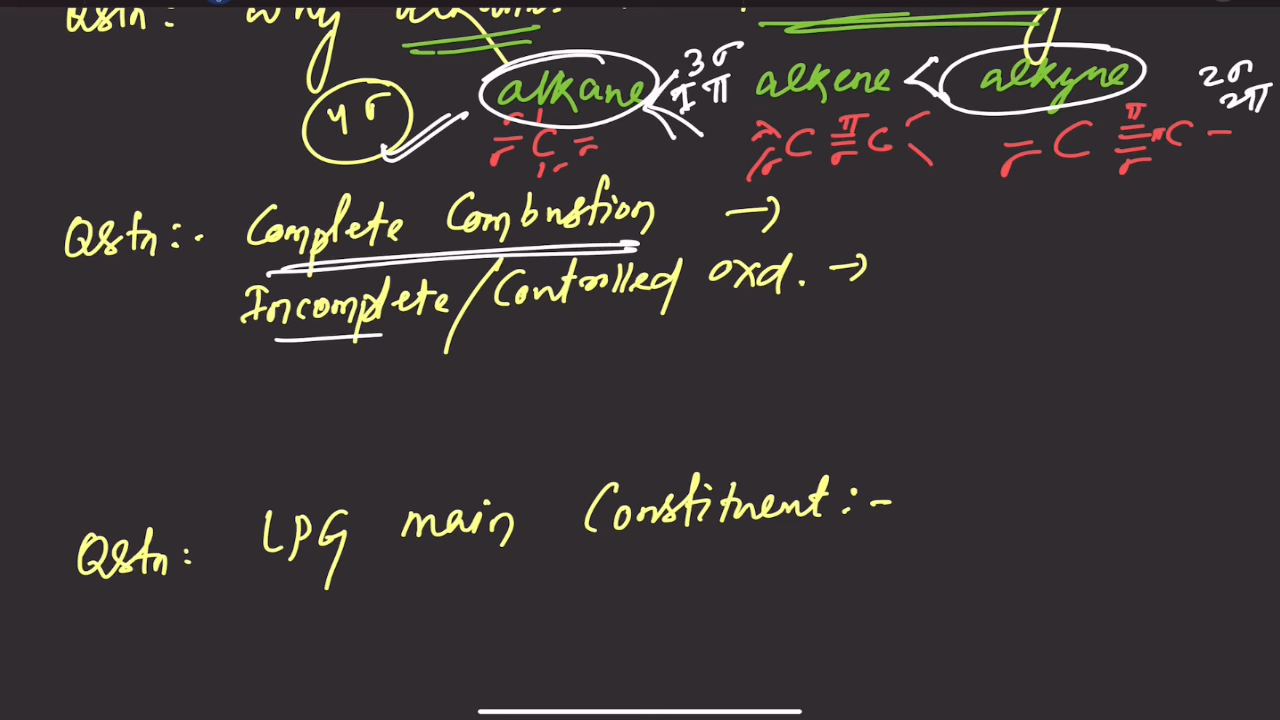 Qstn: why
alkane 3σ 1π alkene < alkyne 2σ 2π
4σ
C C C C C
Qstn:- Complete Combustion →
Incomplete/Controlled oxd. →
Qstn: LPG main Constituent:-